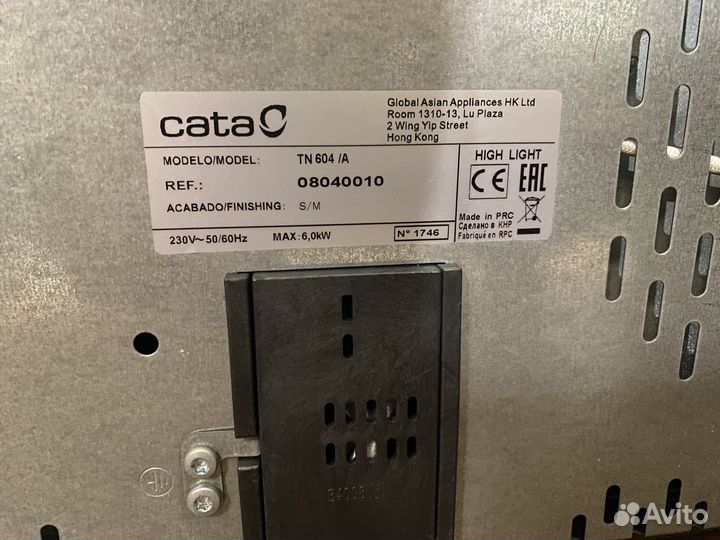 cata
Global Asian Appliances HK Ltd
Room 1310-13, Lu Plaza
2 Wing Yip Street
Hong Kong
MODELO/MODEL: TN 604 /A
REF.: 08040010
ACABADO/FINISHING: S/M
HIGH LIGHT
CE EAC
Made in PRC
Сделано в КНР
Fabriqué en RPC
230V~50/60Hz MAX:6,0kW Nº 1746
Avito